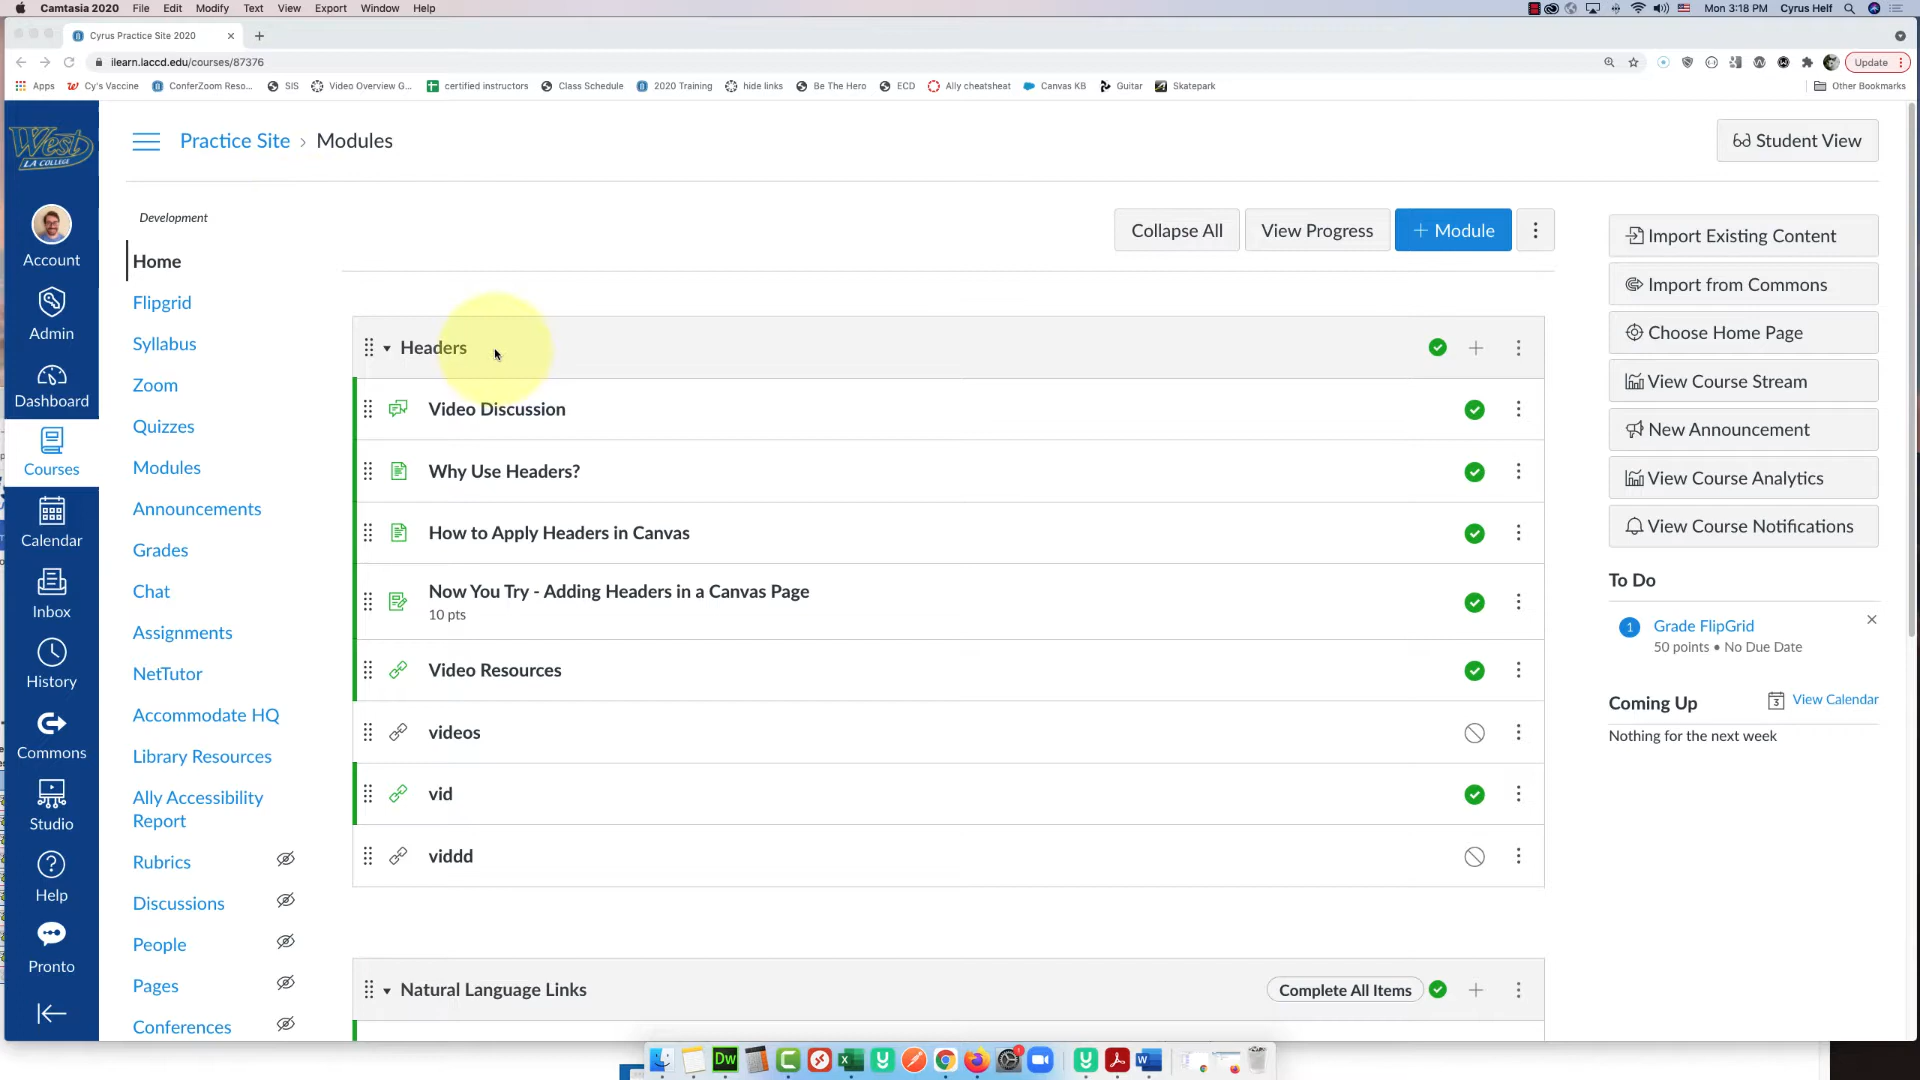 Camtasia 2020 File Edit Modify Text View Export Window Help Mon 3:18 PM Cyrus Helf
Cyrus Practice Site 2020
ilearn.laccd.edu/courses/87376 Update
Apps Cy's Vaccine ConferZoom Reso... SIS Video Overview G... certified instructors Class Schedule 2020 Training hide links Be The Hero ECD Ally cheatsheet Canvas KB Guitar Skatepark Other Bookmarks
West
LA COLLEGE
Account
Admin
Dashboard
Courses
Calendar
Inbox
History
Commons
Studio
Help
Pronto
Practice Site › Modules
Student View
Development
Home
Flipgrid
Syllabus
Zoom
Quizzes
Modules
Announcements
Grades
Chat
Assignments
NetTutor
Accommodate HQ
Library Resources
Ally Accessibility
Report
Rubrics
Discussions
People
Pages
Conferences
Collapse All View Progress + Module
Headers
Video Discussion
Why Use Headers?
How to Apply Headers in Canvas
Now You Try - Adding Headers in a Canvas Page
10 pts
Video Resources
videos
vid
viddd
Natural Language Links Complete All Items
Import Existing Content
Import from Commons
Choose Home Page
View Course Stream
New Announcement
View Course Analytics
View Course Notifications
To Do
1 Grade FlipGrid
50 points • No Due Date
Coming Up 3 View Calendar
Nothing for the next week
Dw